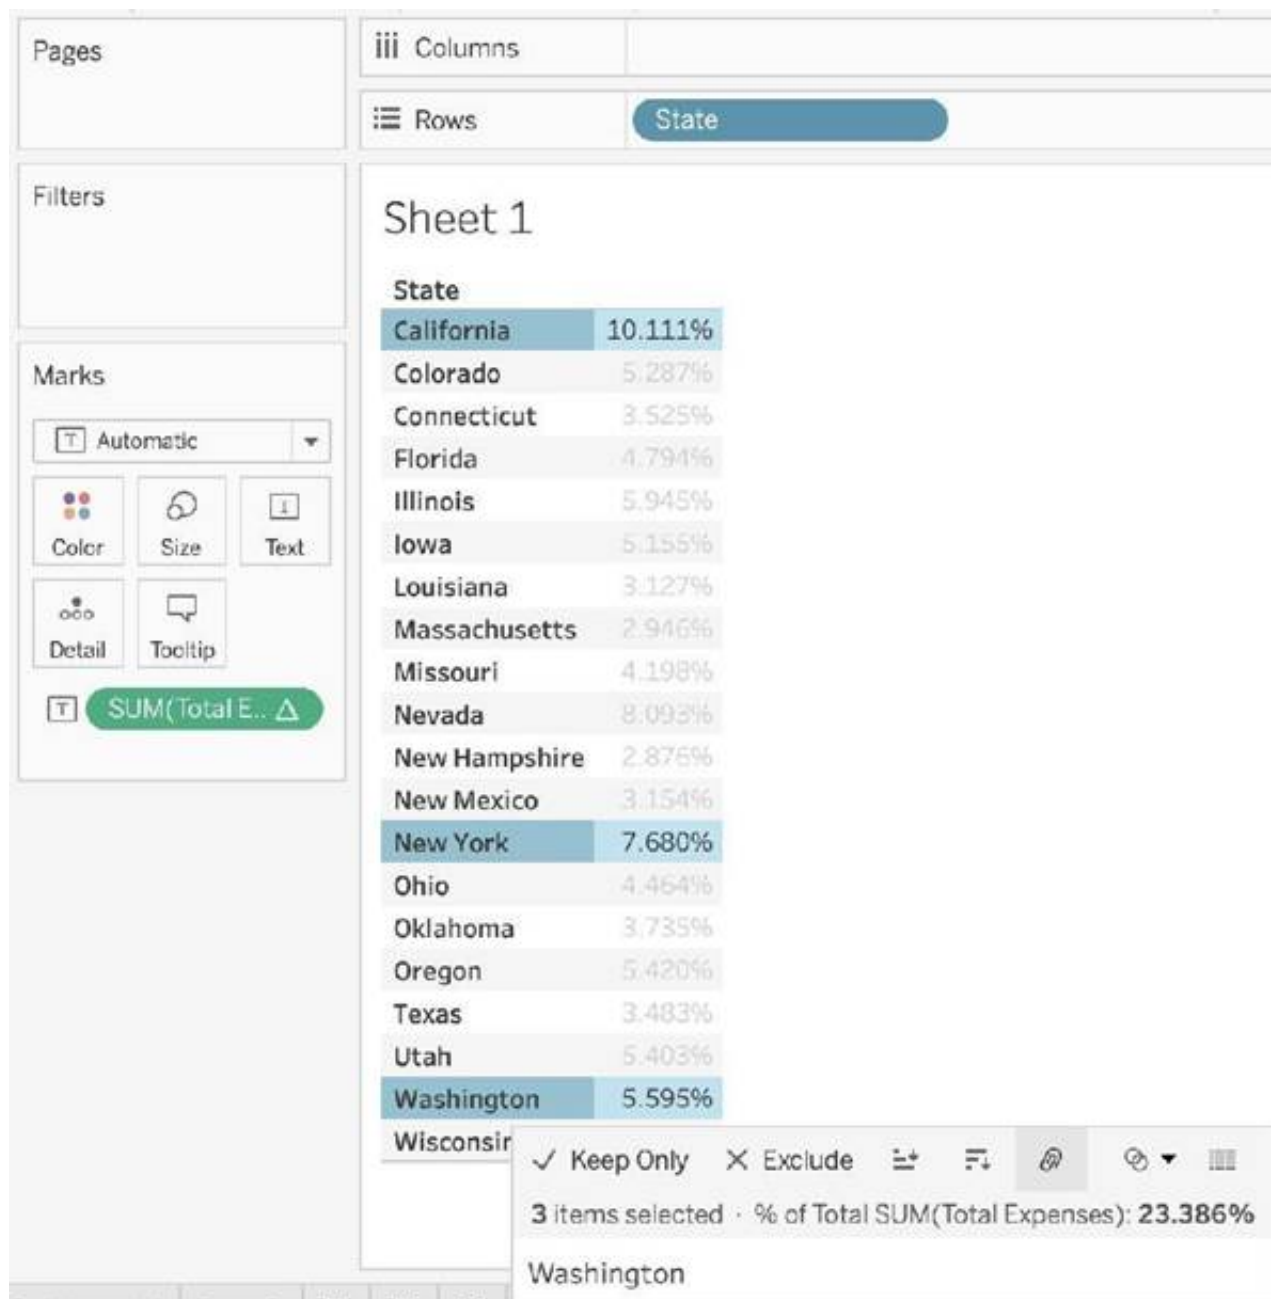 Pages
Columns
Rows
State
Filters
Sheet 1
State
California 10.111%
Colorado 5.287%
Connecticut 3.525%
Florida 4.794%
Illinois 5.945%
Iowa 5.155%
Louisiana 3.127%
Massachusetts 2.946%
Missouri 4.198%
Nevada 8.093%
New Hampshire 2.876%
New Mexico 3.154%
New York 7.680%
Ohio 4.464%
Oklahoma 3.735%
Oregon 5.420%
Texas 3.483%
Utah 5.403%
Washington 5.595%
Marks
Automatic
Color Size Text
Detail Tooltip
SUM(Total E..
Keep Only Exclude
3 items selected · % of Total SUM(Total Expenses): 23.386%
Washington